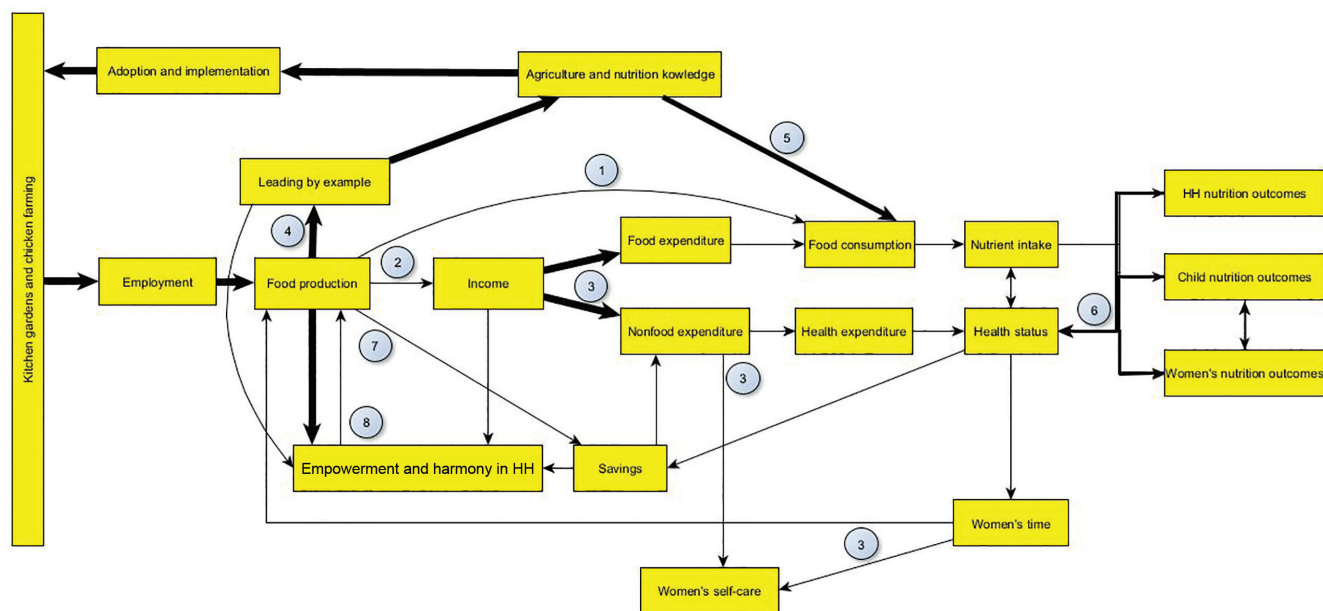 Kitchen gardens and chicken farming
Adoption and implementation
Agriculture and nutrition kowledge
5
Leading by example
1
HH nutrition outcomes
4
Food expenditure
Food consumption
Nutrient intake
2
Employment
Food production
Income
3
Child nutrition outcomes
6
Nonfood expenditure
Health expenditure
Health status
7
3
Women's nutrition outcomes
8
Empowerment and harmony in HH
Savings
Women's time
3
Women's self-care